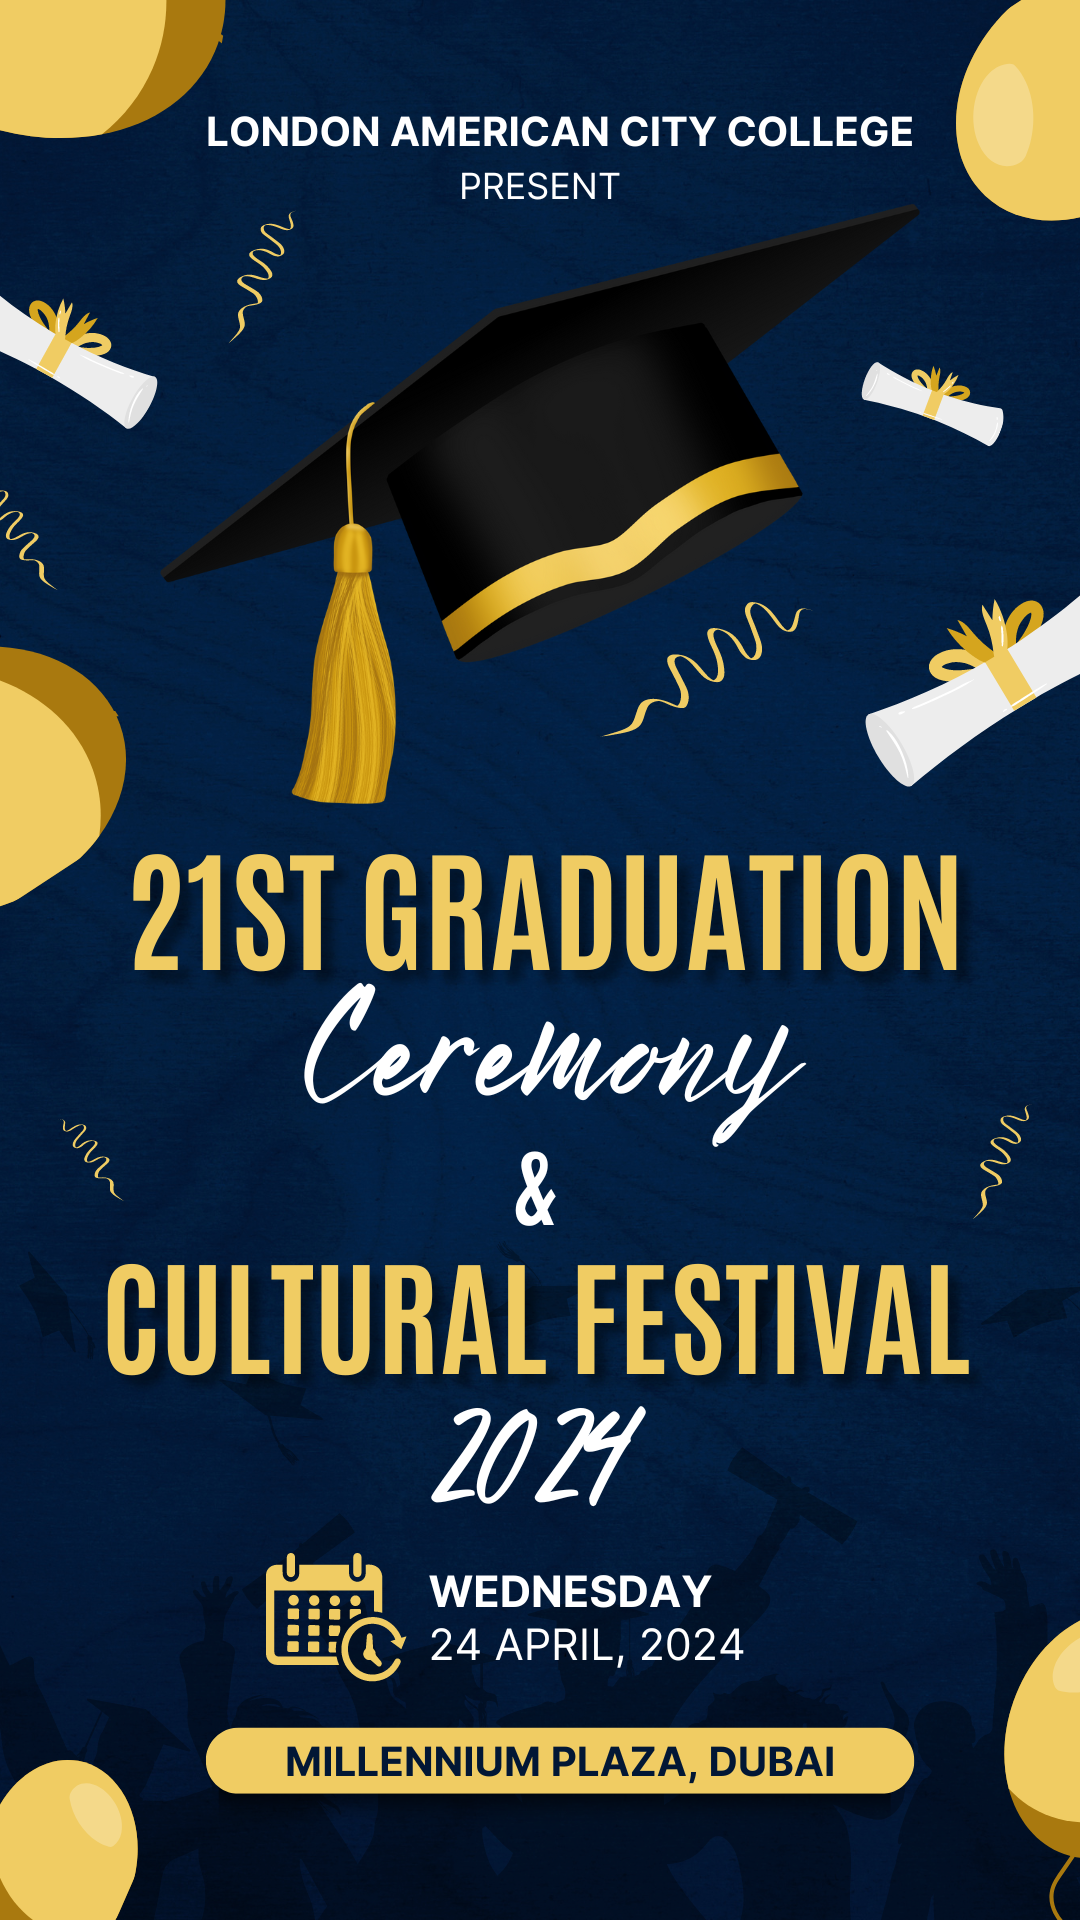 LONDON AMERICAN CITY COLLEGE
PRESENT
21ST GRADUATION
Ceremony
&
CULTURAL FESTIVAL
2024
WEDNESDAY
24 APRIL, 2024
MILLENNIUM PLAZA, DUBAI